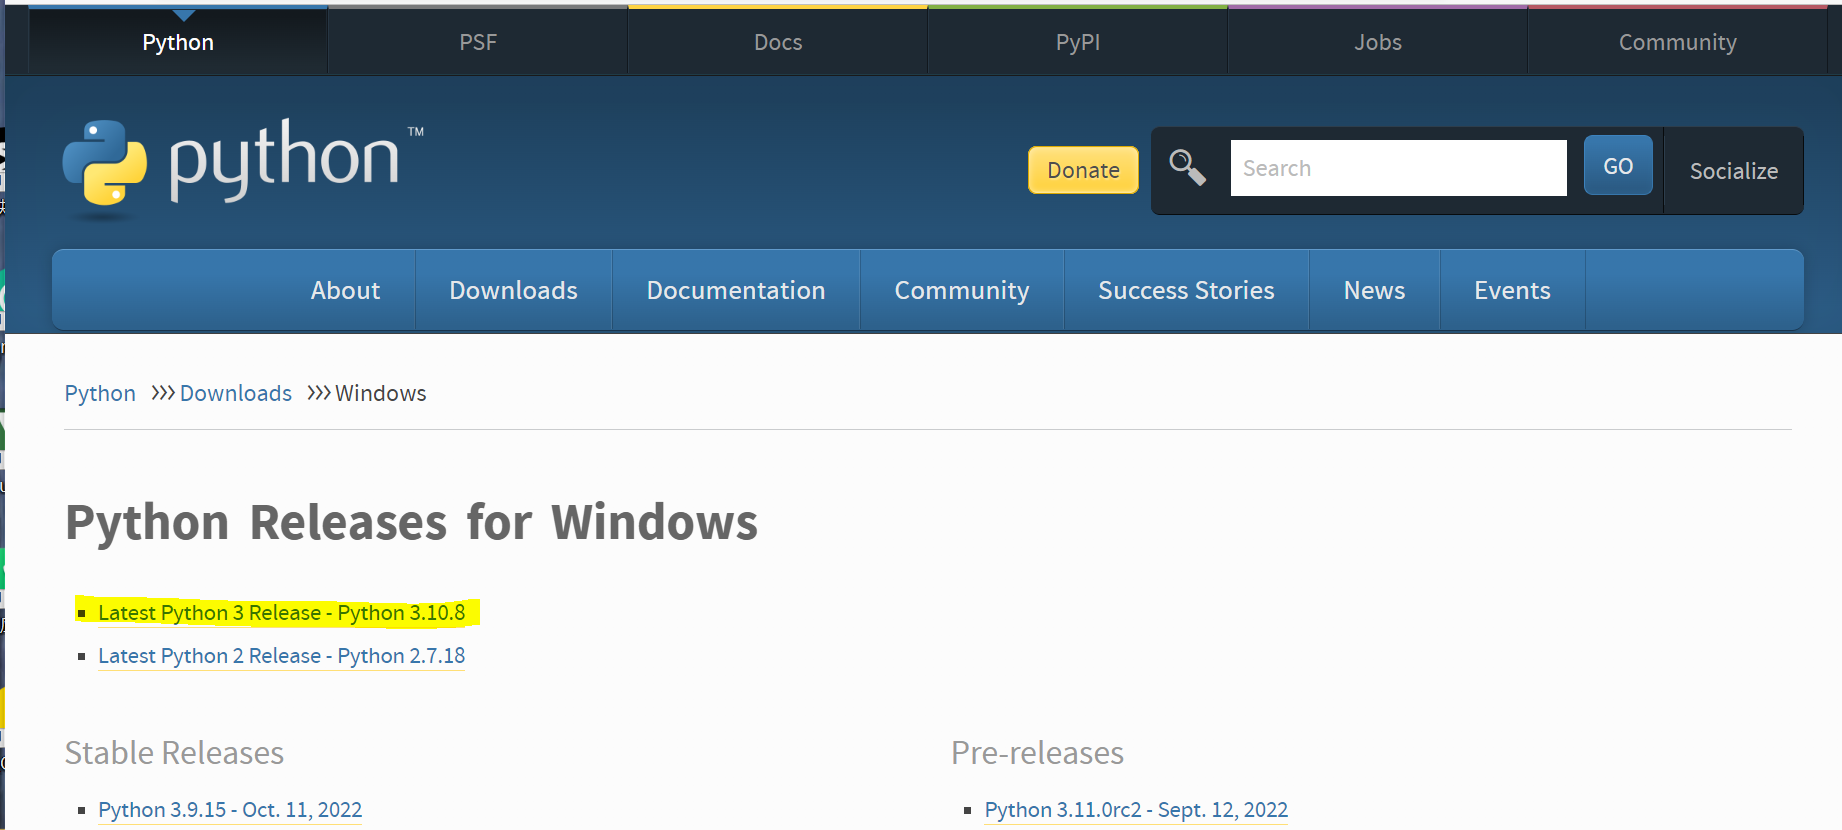 Python PSF Docs PyPI Jobs Community
python™
Donate Search GO Socialize
About Downloads Documentation Community Success Stories News Events
Python >>> Downloads >>> Windows
Python Releases for Windows
Latest Python 3 Release - Python 3.10.8
Latest Python 2 Release - Python 2.7.18
Stable Releases
Python 3.9.15 - Oct. 11, 2022
Pre-releases
Python 3.11.0rc2 - Sept. 12, 2022